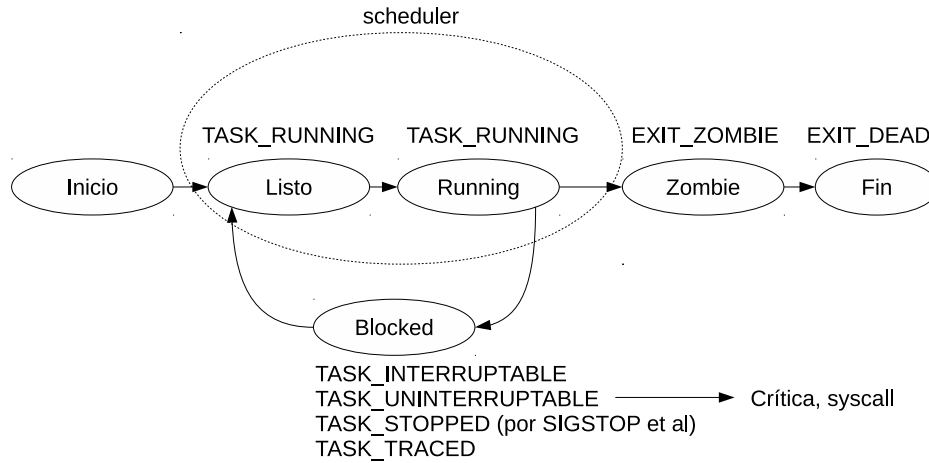 scheduler
TASK_RUNNING TASK_RUNNING EXIT_ZOMBIE EXIT_DEAD
Inicio Listo Running Zombie Fin
Blocked
TASK_INTERRUPTABLE
TASK_UNINTERRUPTABLE Crítica, syscall
TASK_STOPPED (por SIGSTOP et al)
TASK_TRACED